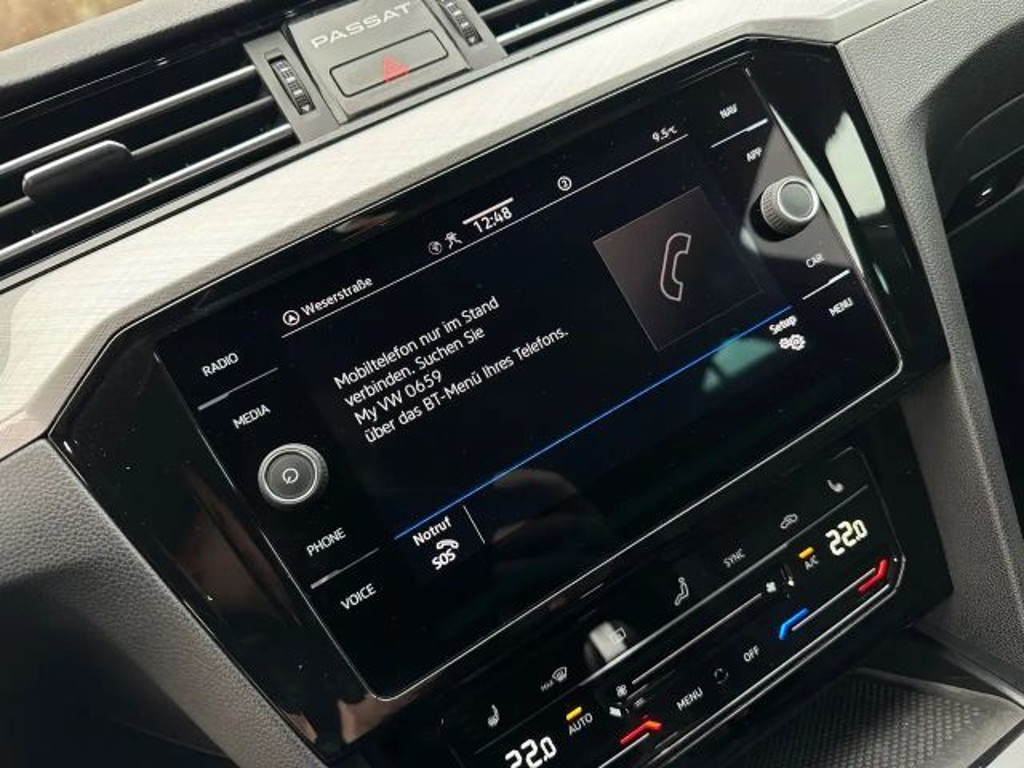 PASSAT
NAV
9.5°C
APP
12:48
Weserstraße
CAR
MENU
RADIO
MEDIA
Mobiltelefon nur im Stand
verbinden. Suchen Sie
My VW 0659
über das BT-Menü Ihres Telefons.
Setup
PHONE
VOICE
Notruf
SOS
SYNC
A/C
22.0
MAX
OFF
MENU
AUTO
22.0